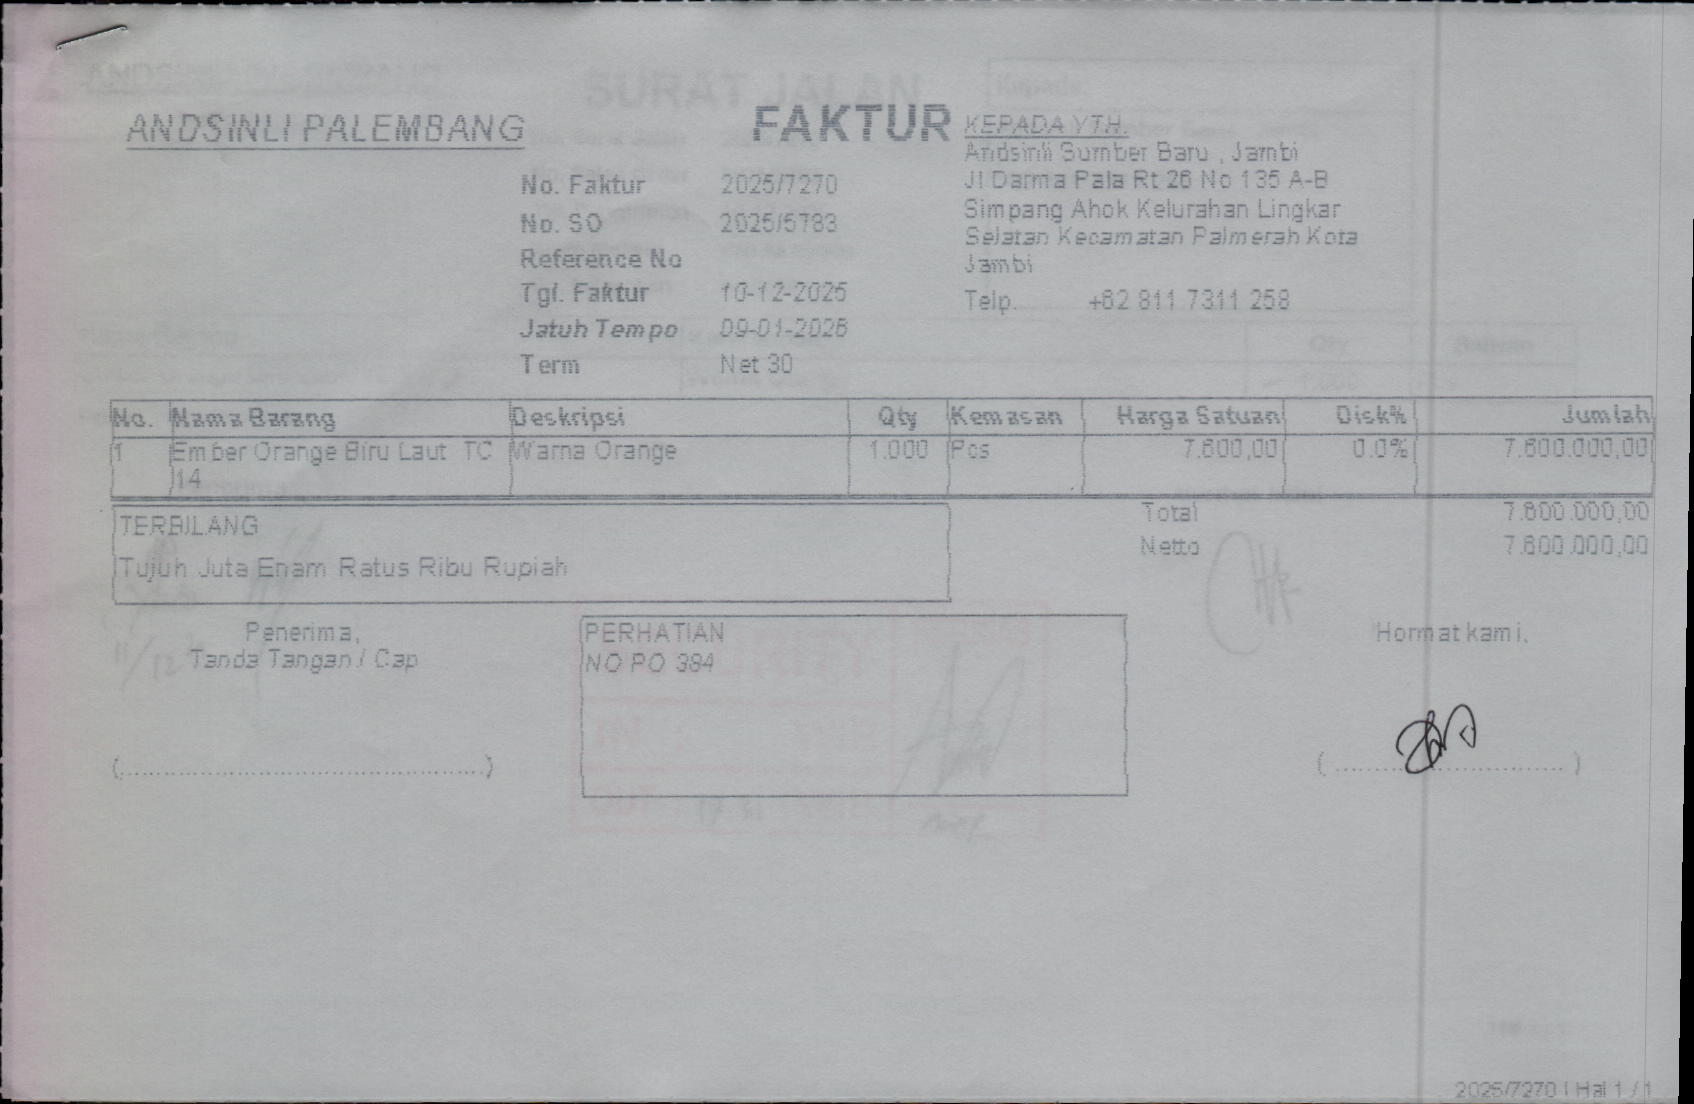 ANDSINLI PALEMBANG
FAKTUR
No. Faktur 2025/7270
No. SO 2025/5783
Reference No
Tgl. Faktur 10-12-2025
Jatuh Tempo 09-01-2026
Term Net 30
KEPADA YTH.
Andsinli Sumber Baru , Jambi
Jl Darma Pala Rt 26 No 135 A-B
Simpang Ahok Kelurahan Lingkar
Selatan Kecamatan Palmerah Kota
Jambi
Telp. +62 811 7311 258
No. Nama Barang Deskripsi Qty Kemasan Harga Satuan Disk% Jumlah
1 Ember Orange Biru Laut TC Warna Orange 1.000 Pcs 7.600,00 0.0% 7.600.000,00
14
TERBILANG
Tujuh Juta Enam Ratus Ribu Rupiah
Total 7.600.000,00
Netto 7.600.000,00
Penerima,
Tanda Tangan / Cap
(..............................................)
PERHATIAN
NO PO 384
Hormat kami,
(..............................)
2025/7270 | Hal 1 / 1